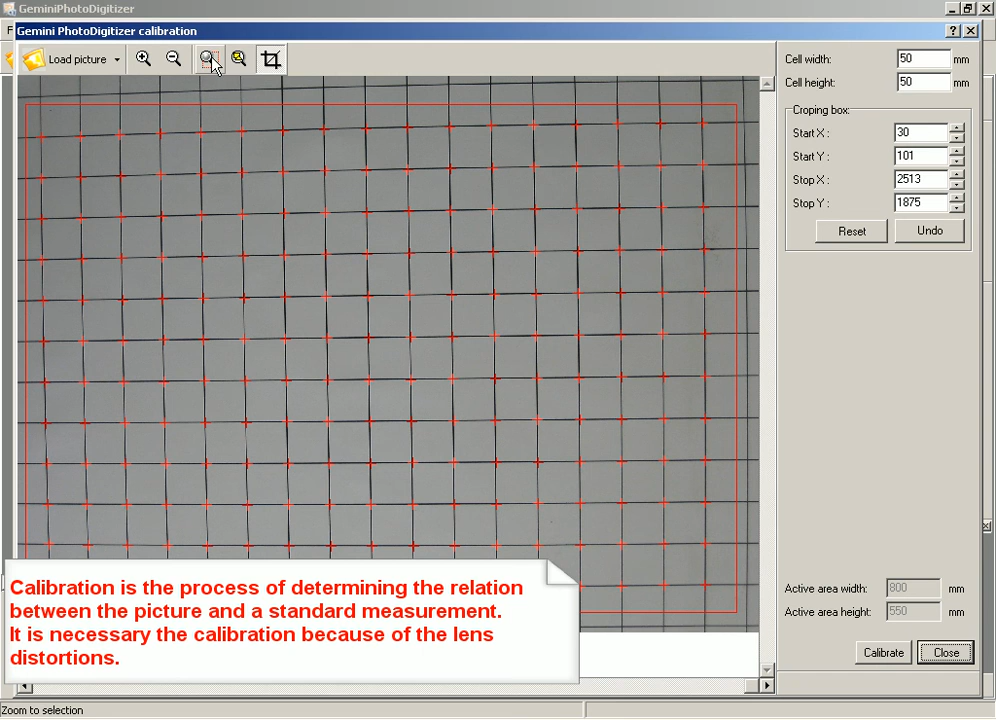 GeminiPhotoDigitizer
Gemini PhotoDigitizer calibration
F
Load picture
Cell width: 50 mm
Cell height: 50 mm
Croping box:
Start X : 30
Start Y : 101
Stop X : 2513
Stop Y : 1875
Reset Undo
Calibration is the process of determining the relation
between the picture and a standard measurement.
It is necessary the calibration because of the lens
distortions.
Active area width: 800 mm
Active area height: 550 mm
Calibrate Close
Zoom to selection